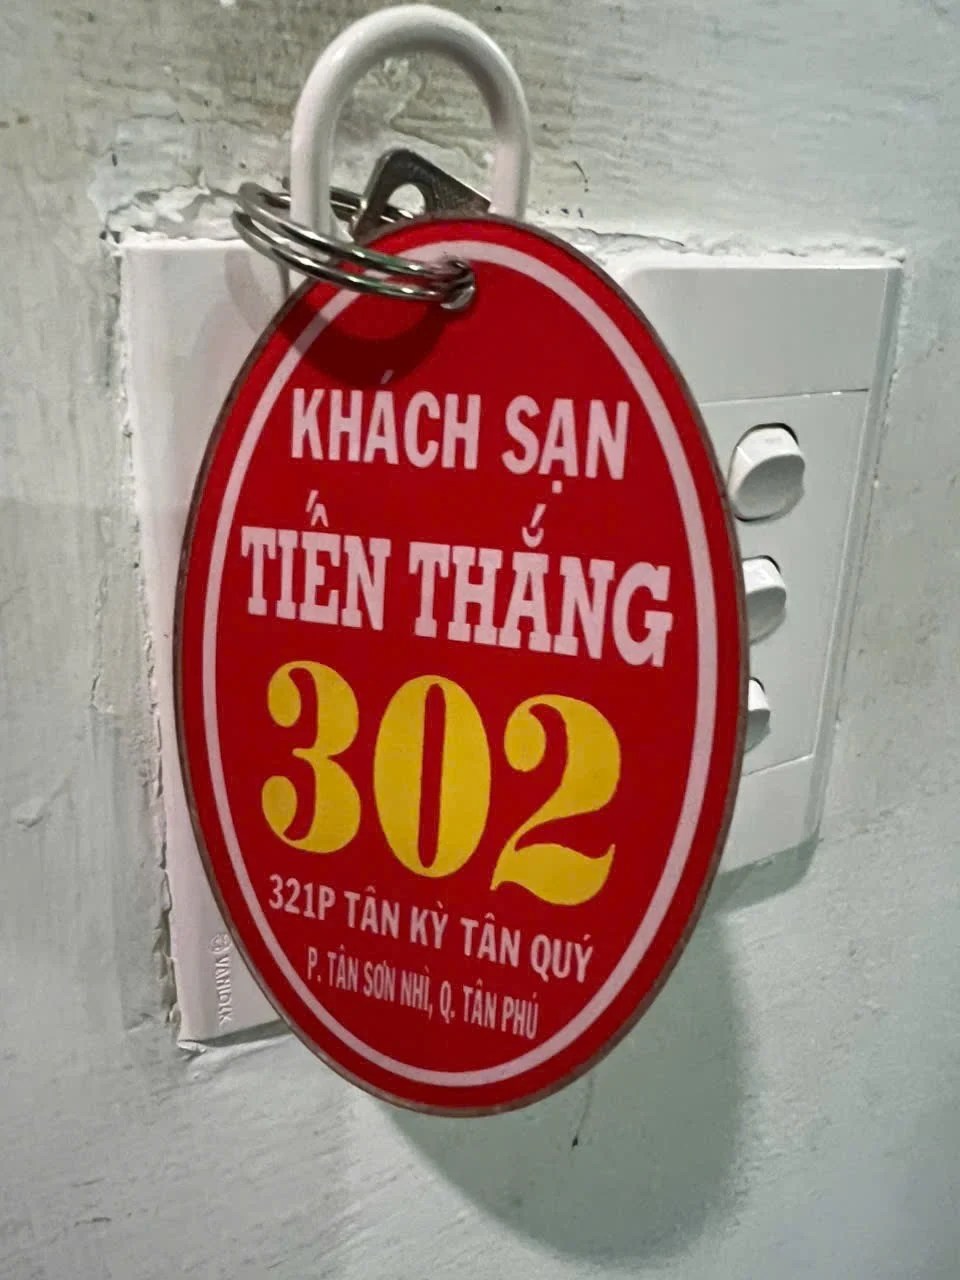 KHÁCH SẠN
TIẾN THẮNG
302
321P TÂN KỲ TÂN QUÝ
P. TÂN SƠN NHÌ, Q. TÂN PHÚ